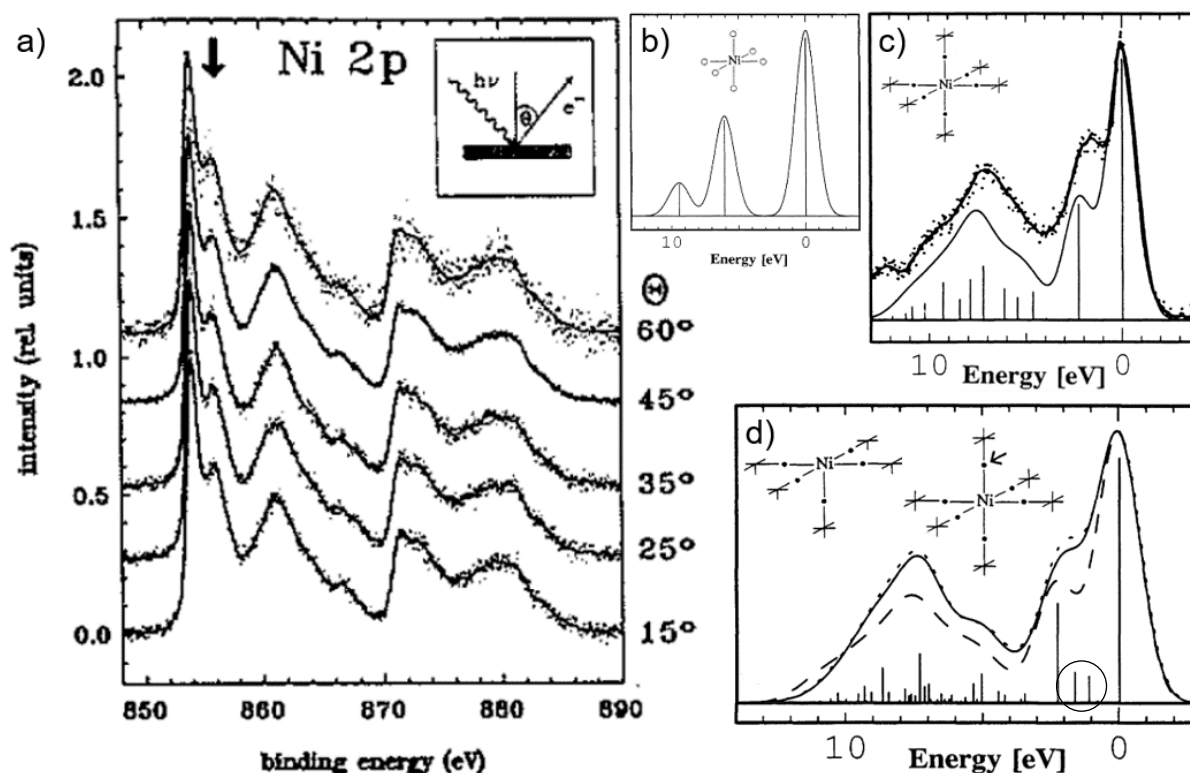 a)
Ni 2p
hν
θ
e⁻
intensity (rel. units)
2.0
1.5
1.0
0.5
0.0
Θ
60°
45°
35°
25°
15°
850
860
870
880
890
binding energy (eV)
b)
Ni
10
0
Energy [eV]
c)
Ni
10
0
Energy [eV]
d)
Ni
Ni
10
0
Energy [eV]